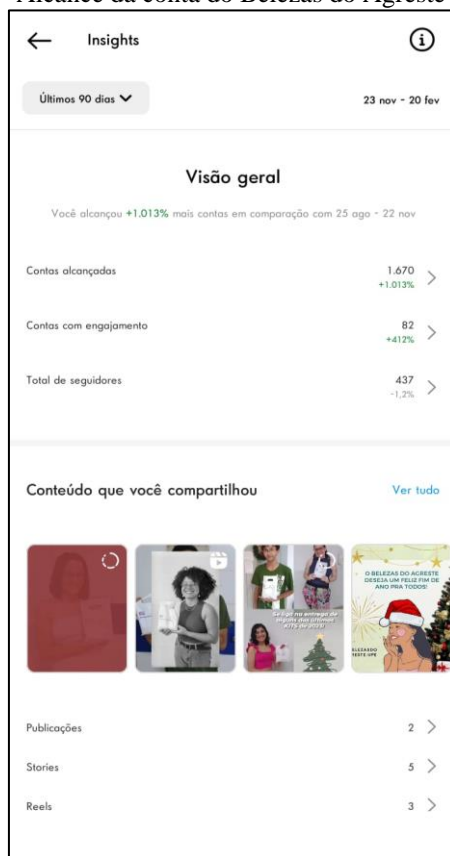 Alcance da conta do Belezas do Agreste
Insights
Últimos 90 dias
23 nov - 20 fev
Visão geral
Você alcançou +1.013% mais contas em comparação com 25 ago - 22 nov
Contas alcançadas
1.670
+1.013%
Contas com engajamento
82
+412%
Total de seguidores
437
-1,2%
Conteúdo que você compartilhou
Ver tudo
O BELEZAS DO AGRESTE
DESEJA UM FELIZ FIM DE
ANO PRA TODOS!
Publicações
2
Stories
5
Reels
3